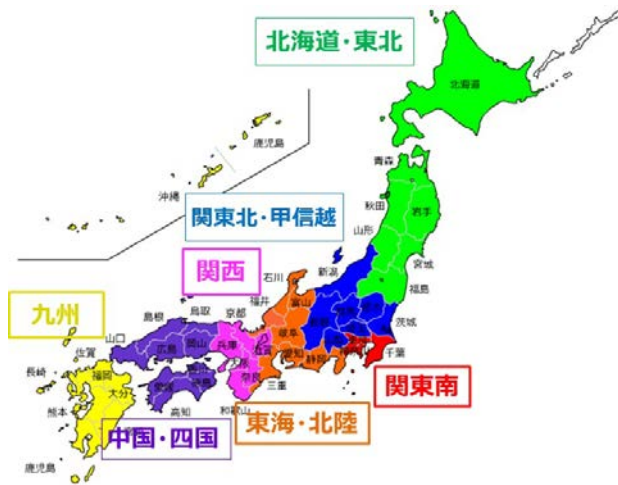 北海道・東北
北海道
鹿児島
青森
沖縄
秋田
岩手
関東北・甲信越
山形
宮城
新潟
関西
石川
福島
福井
富山
九州
鳥取
京都
島根
茨城
山口
岡山
兵庫
滋賀
岐阜
佐賀
広島
千葉
愛知
静岡
長崎
福岡
大阪
関東南
大分
奈良
三重
熊本
和歌山
高知
東海・北陸
中国・四国
鹿児島